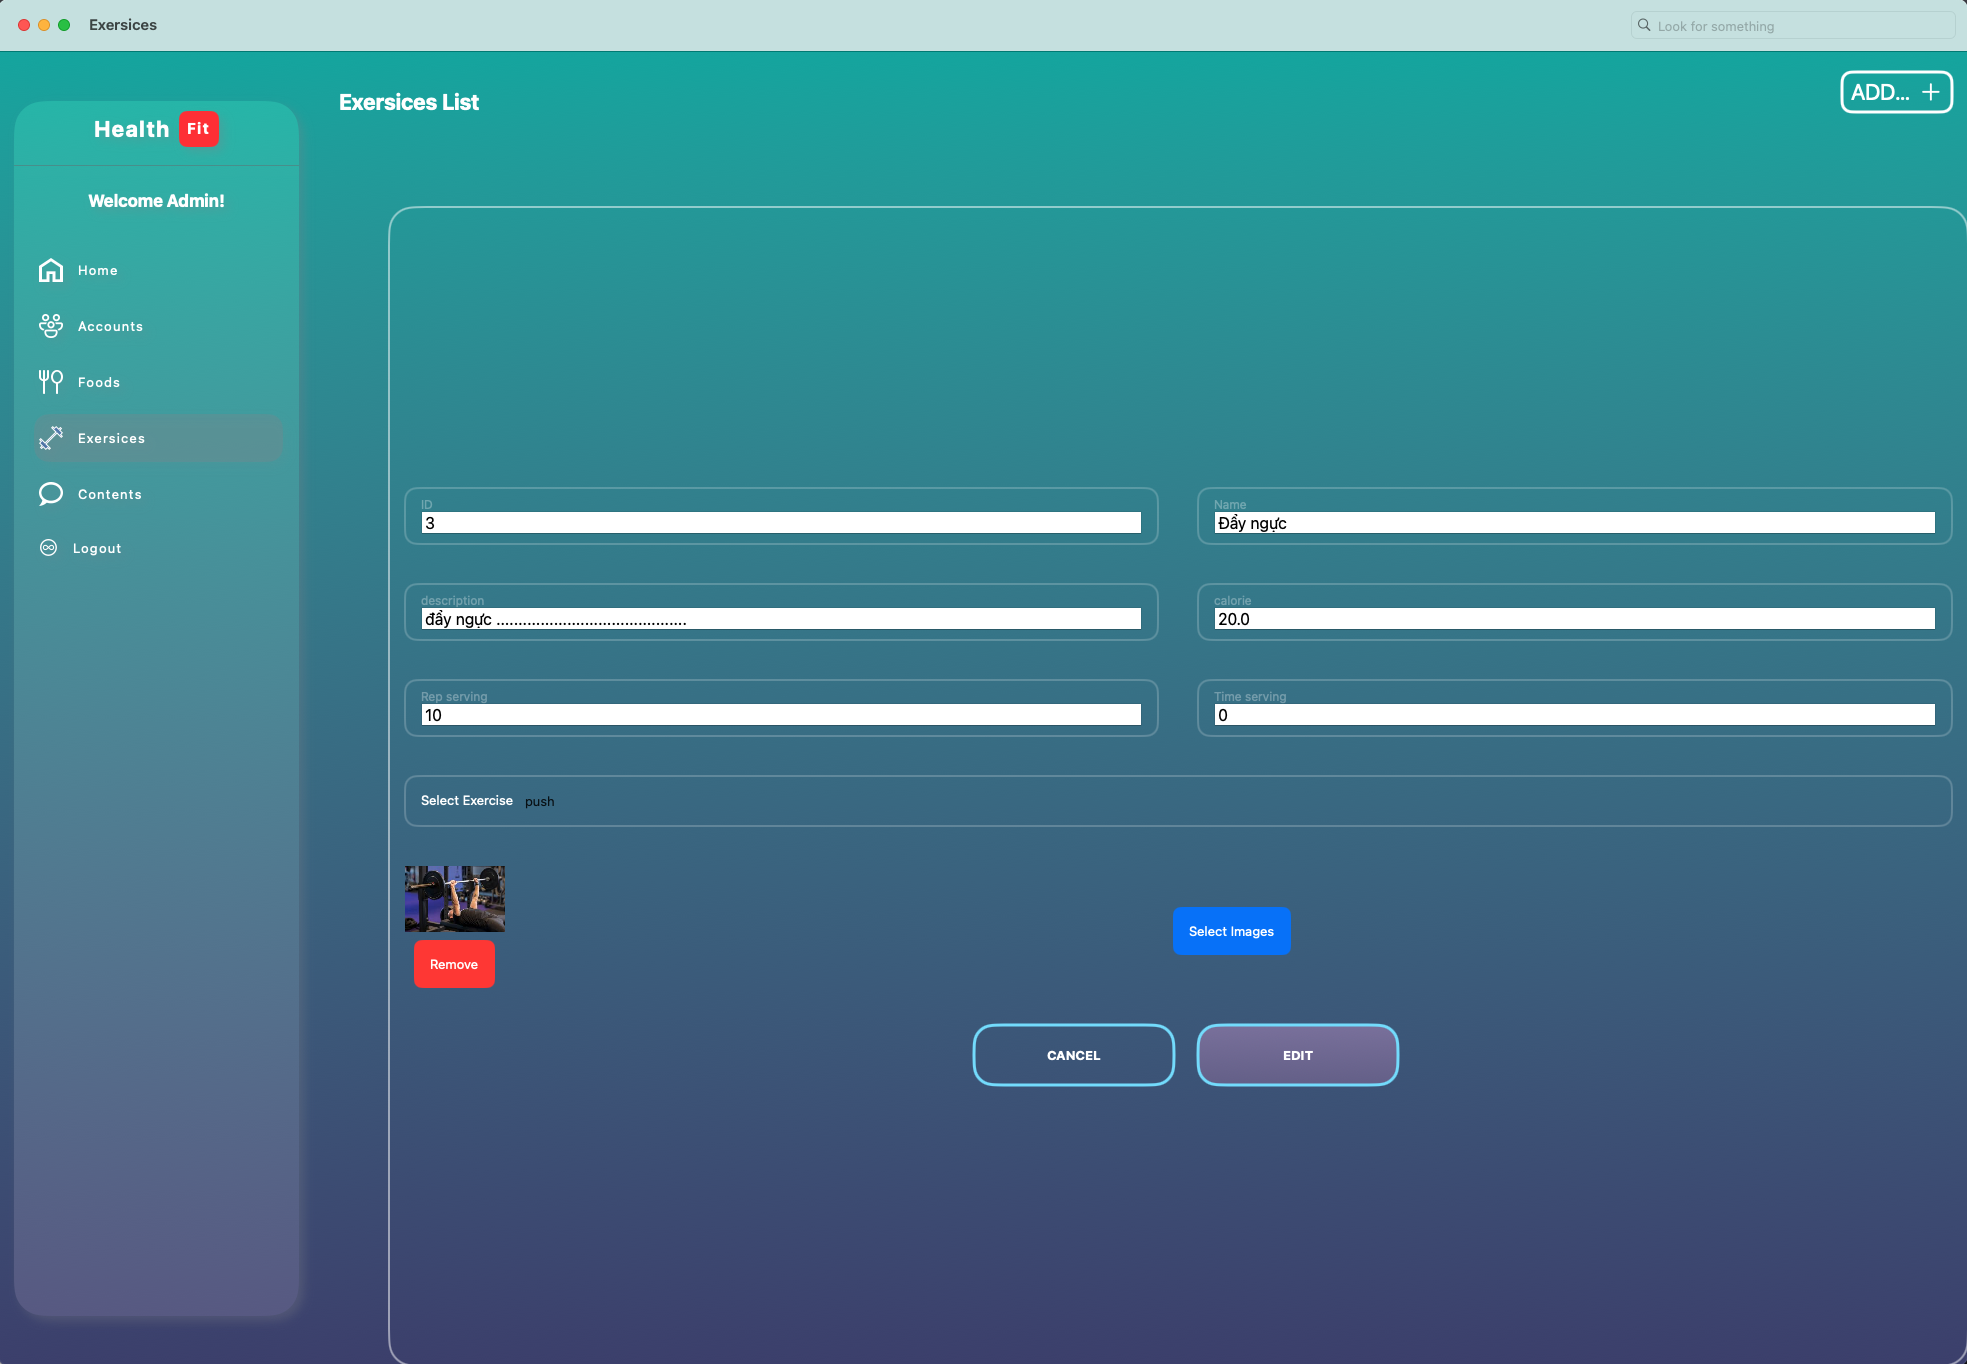 Exersices
Look for something
Health Fit
Welcome Admin!
Home
Accounts
Foods
Exersices
Contents
Logout
Exersices List
ADD... +
ID
3
Name
Đẩy ngực
description
đẩy ngực ...........................................
calorie
20.0
Rep serving
10
Time serving
0
Select Exercise push
Remove
Select Images
CANCEL
EDIT